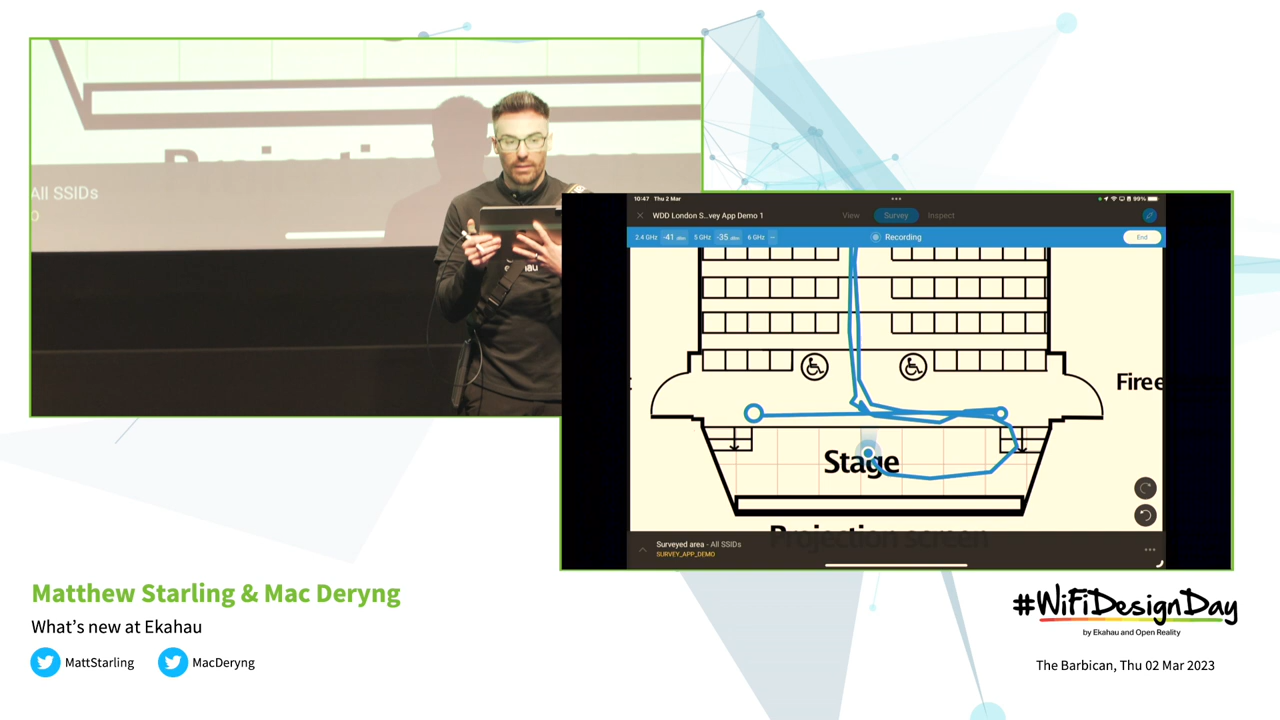 All SSIDs
0
10:47 Thu 2 Mar
99%
WDD London S...vey App Demo 1
View
Survey
Inspect
2.4 GHz -41 dBm 5 GHz -35 dBm 6 GHz --
Recording
End
Stage
Projection screen
Surveyed area - All SSIDs
SURVEY_APP_DEMO
Matthew Starling & Mac Deryng
What's new at Ekahau
MattStarling
MacDeryng
#WiFiDesignDay
by Ekahau and Open Reality
The Barbican, Thu 02 Mar 2023